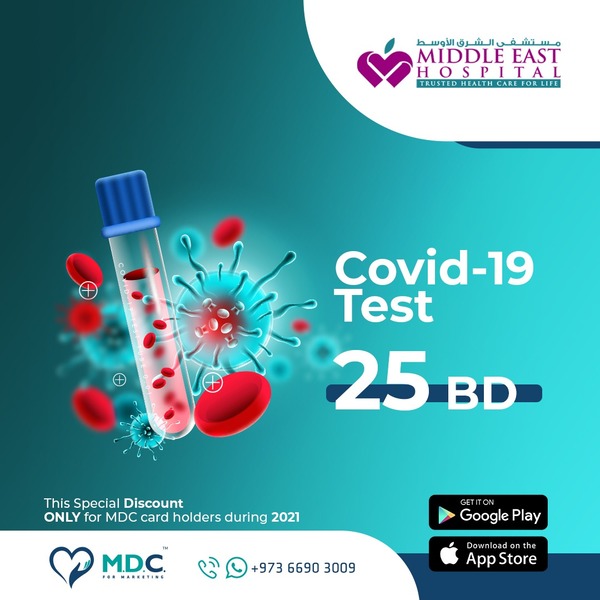 مستشفى الشرق الأوسط
MIDDLE EAST
HOSPITAL
TRUSTED HEALTH CARE FOR LIFE
Covid-19
Test
25 BD
This Special Discount
ONLY for MDC card holders during 2021
GET IT ON
Google Play
Download on the
App Store
M.D.C.™
FOR MARKETING
+973 6690 3009